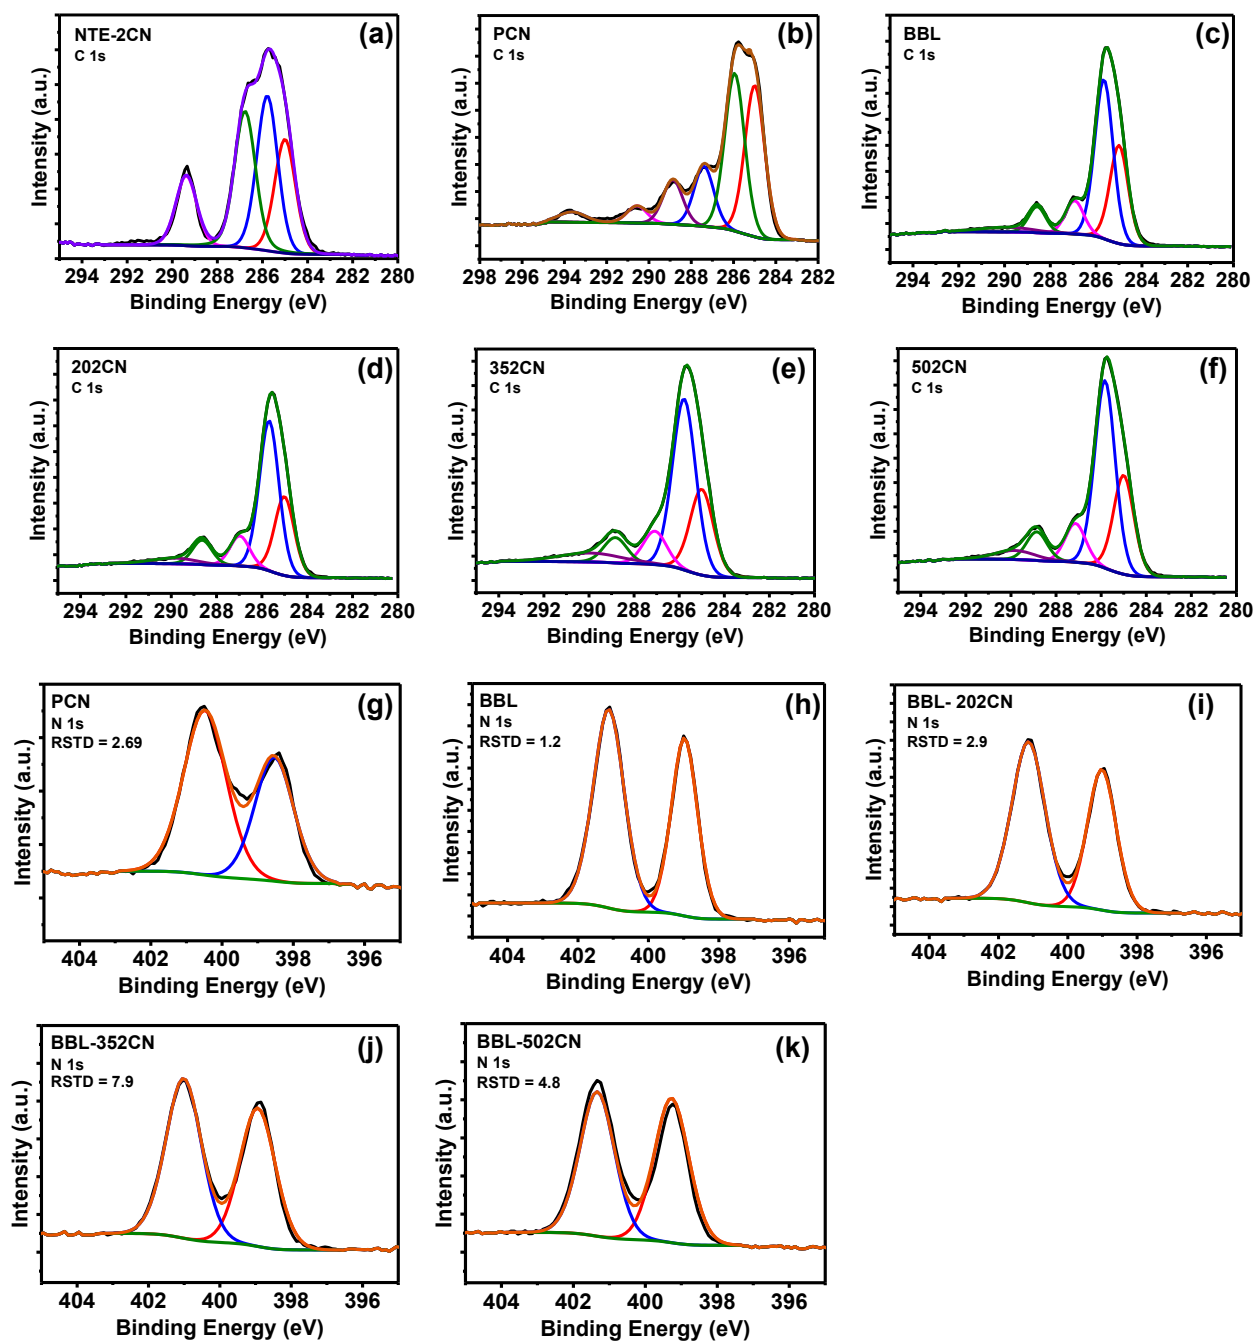 NTE-2CN
C 1s
(a)
Intensity (a.u.)
294 292 290 288 286 284 282 280
Binding Energy (eV)
PCN
C 1s
(b)
Intensity (a.u.)
298 296 294 292 290 288 286 284 282
Binding Energy (eV)
BBL
C 1s
(c)
Intensity (a.u.)
294 292 290 288 286 284 282 280
Binding Energy (eV)
202CN
C 1s
(d)
Intensity (a.u.)
294 292 290 288 286 284 282 280
Binding Energy (eV)
352CN
C 1s
(e)
Intensity (a.u.)
294 292 290 288 286 284 282 280
Binding Energy (eV)
502CN
C 1s
(f)
Intensity (a.u.)
294 292 290 288 286 284 282 280
Binding Energy (eV)
PCN
N 1s
RSTD = 2.69
(g)
Intensity (a.u.)
404 402 400 398 396
Binding Energy (eV)
BBL
N 1s
RSTD = 1.2
(h)
Intensity (a.u.)
404 402 400 398 396
Binding Energy (eV)
BBL- 202CN
N 1s
RSTD = 2.9
(i)
Intensity (a.u.)
404 402 400 398 396
Binding Energy (eV)
BBL-352CN
N 1s
RSTD = 7.9
(j)
Intensity (a.u.)
404 402 400 398 396
Binding Energy (eV)
BBL-502CN
N 1s
RSTD = 4.8
(k)
Intensity (a.u.)
404 402 400 398 396
Binding Energy (eV)